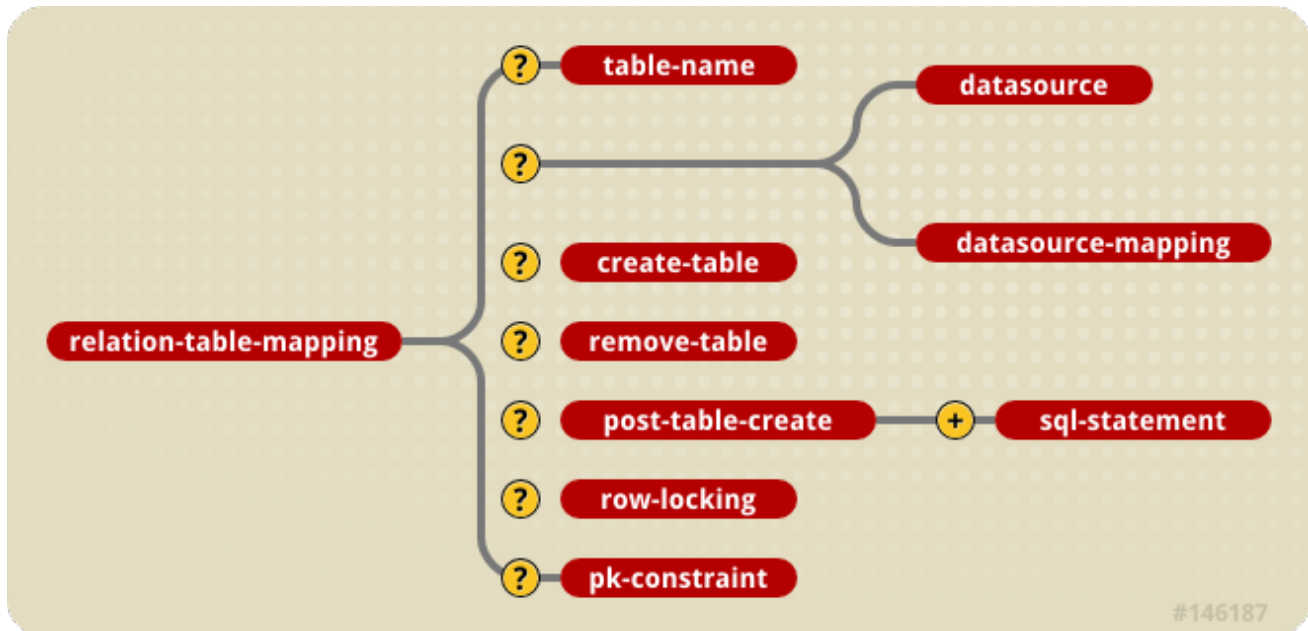 ? table-name
datasource
?
datasource-mapping
? create-table
relation-table-mapping ? remove-table
? post-table-create + sql-statement
? row-locking
? pk-constraint
#146187